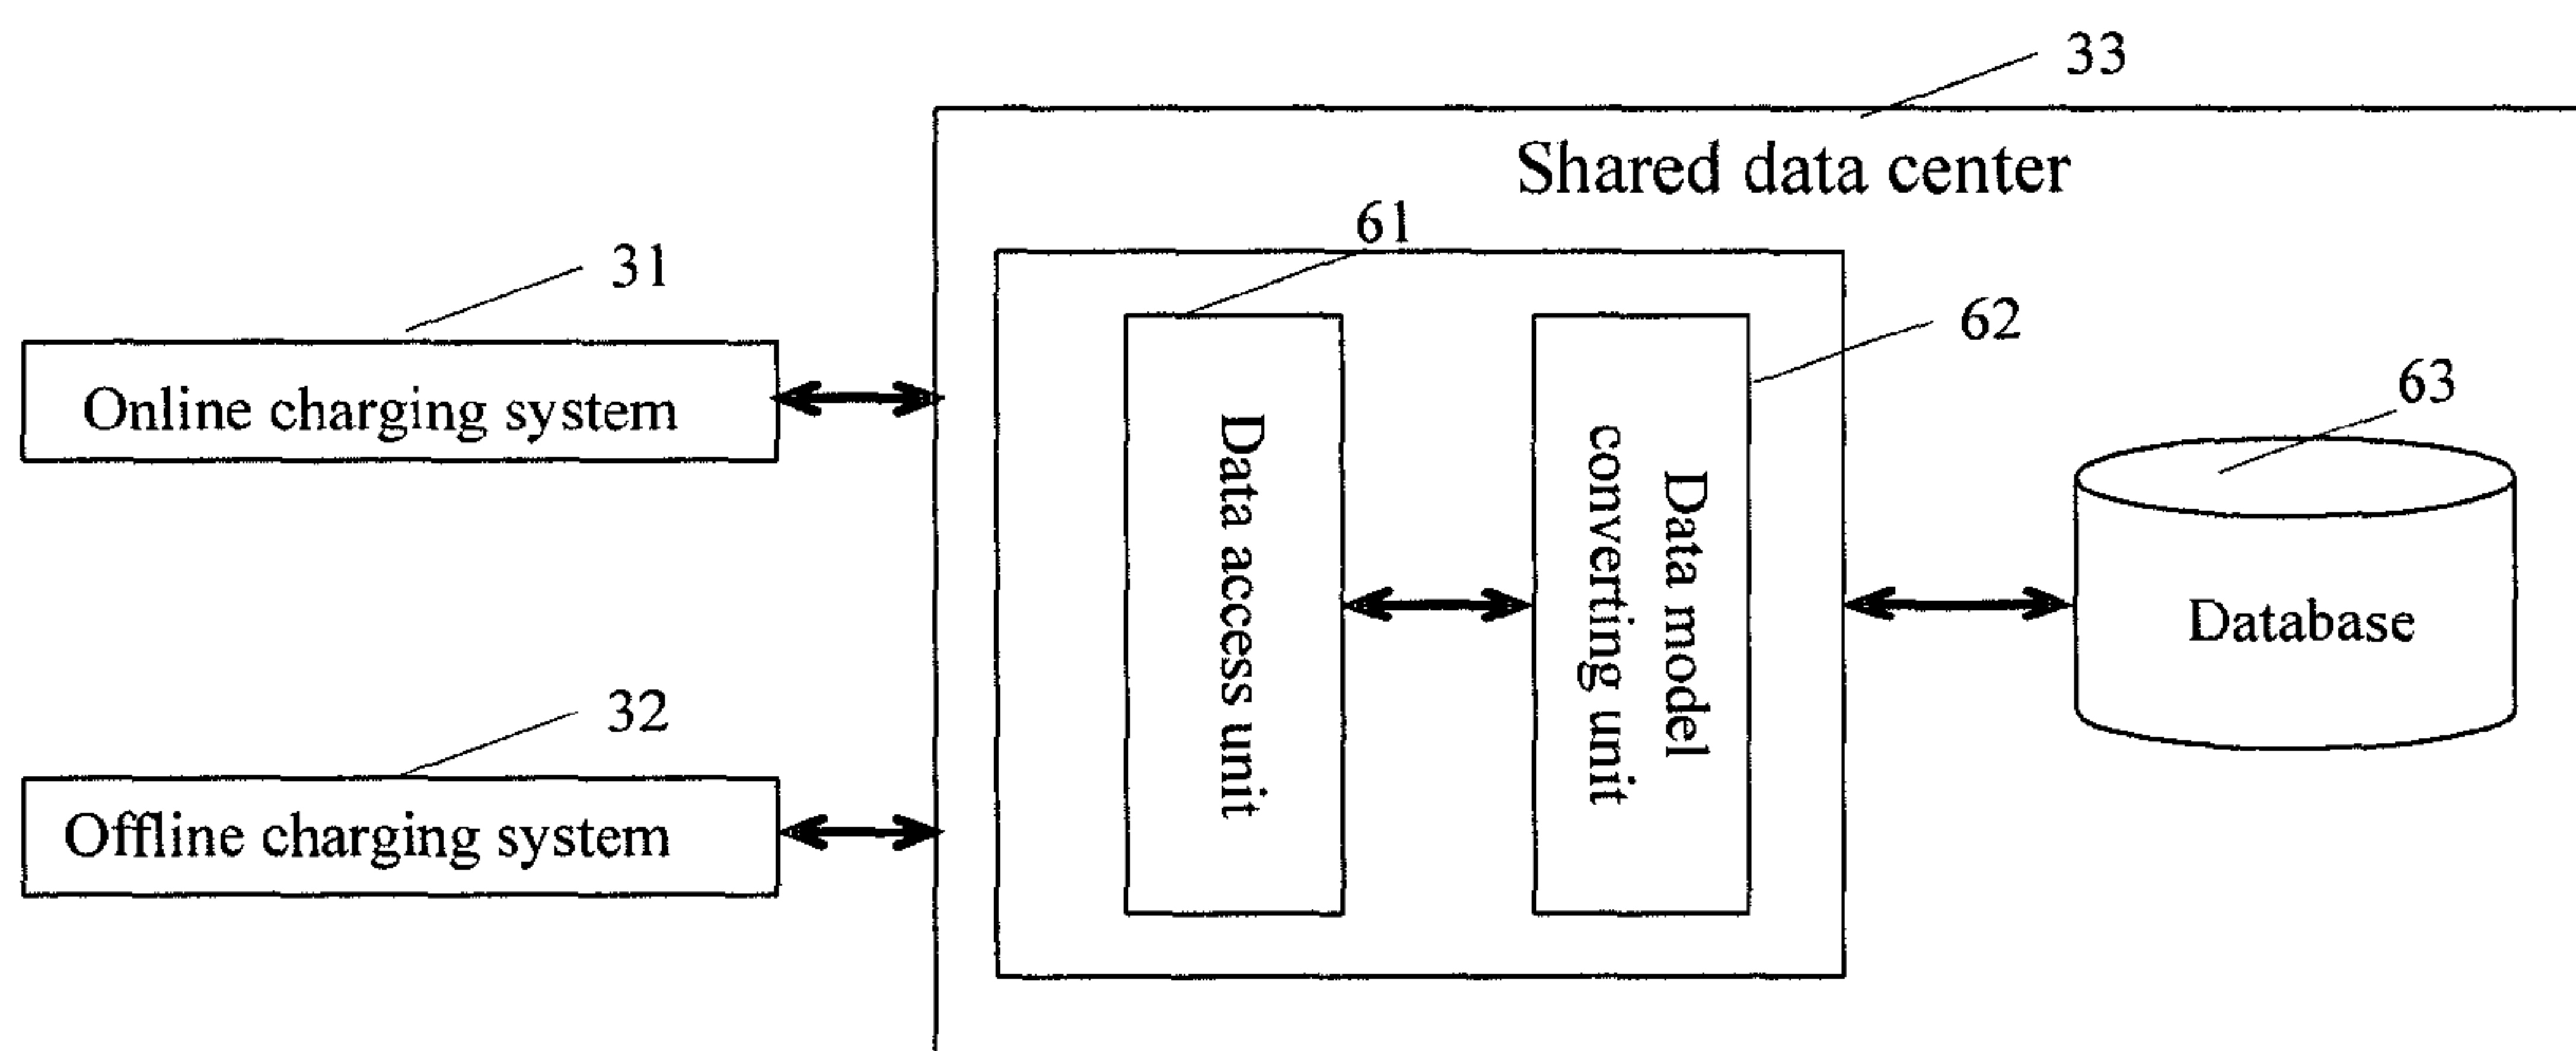 33
Shared data center
61
31
62
Online charging system
63
Data access unit
Data model
converting unit
Database
32
Offline charging system